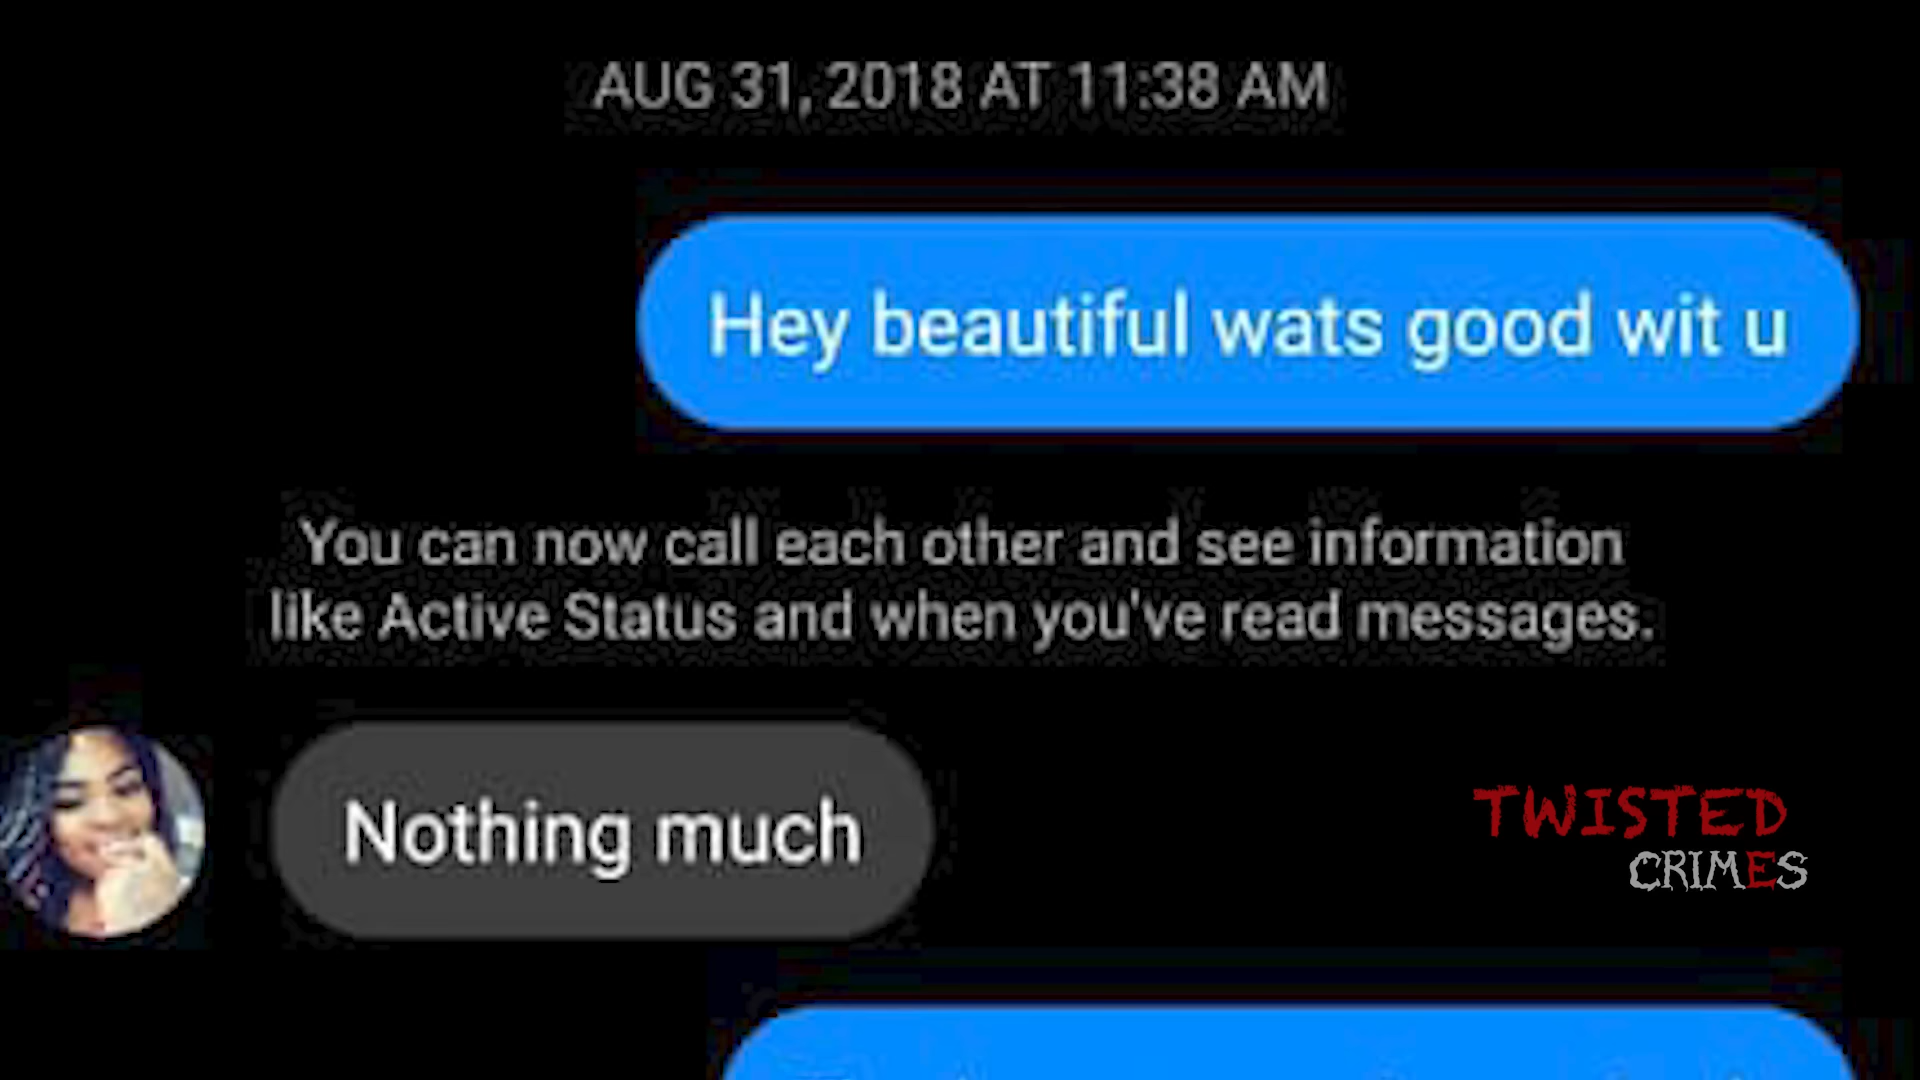 AUG 31, 2018 AT 11:38 AM
Hey beautiful wats good wit u
You can now call each other and see information
like Active Status and when you've read messages.
Nothing much
TWISTED
CRIMES